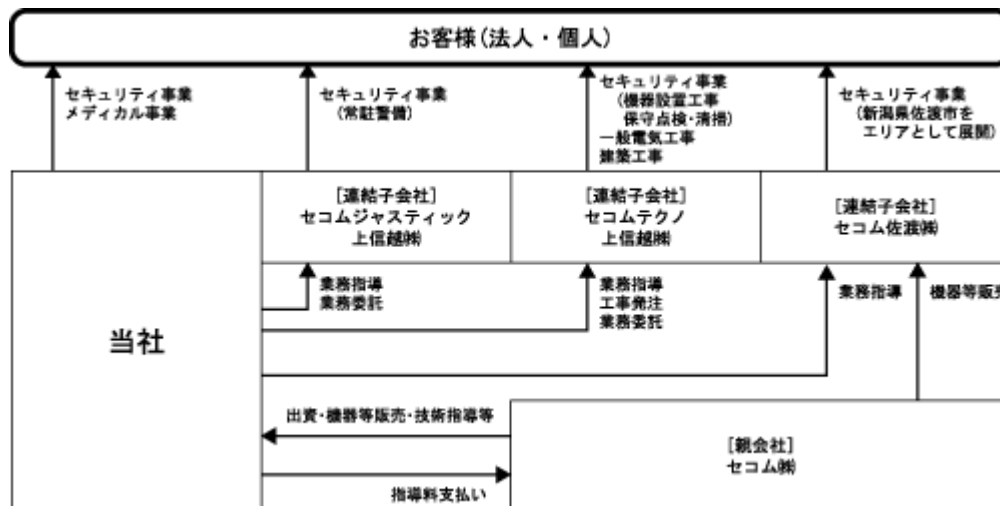 お客様(法人・個人)
セキュリティ事業
メディカル事業
セキュリティ事業
(常駐警備)
セキュリティ事業
(機器設置工事
保守点検・清掃)
一般電気工事
建築工事
セキュリティ事業
(新潟県佐渡市を
エリアとして展開)
[連結子会社]
セコムジャスティック
上信越㈱
[連結子会社]
セコムテクノ
上信越㈱
[連結子会社]
セコム佐渡㈱
業務指導
業務委託
業務指導
工事発注
業務委託
業務指導
機器等販売
当社
出資・機器等販売・技術指導等
[親会社]
セコム㈱
指導料支払い